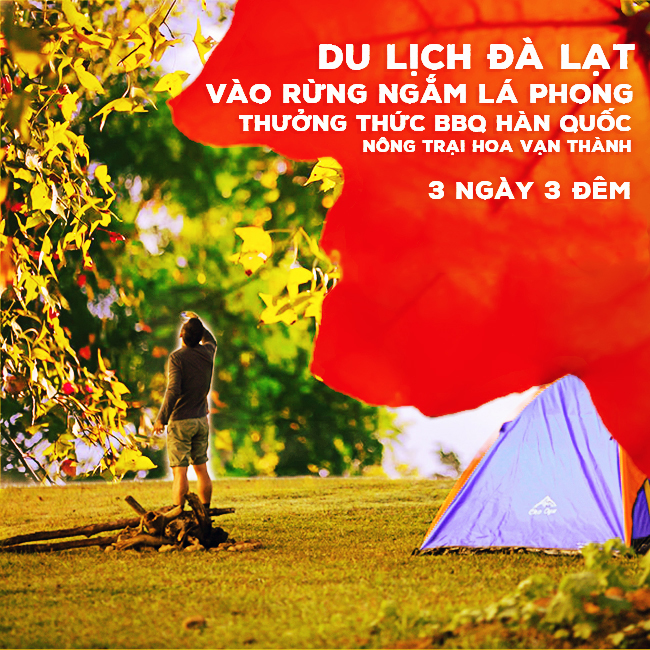 DU LỊCH ĐÀ LẠT
VÀO RỪNG NGẮM LÁ PHONG
THƯỞNG THỨC BBQ HÀN QUỐC
NÔNG TRẠI HOA VẠN THÀNH
3 NGÀY 3 ĐÊM